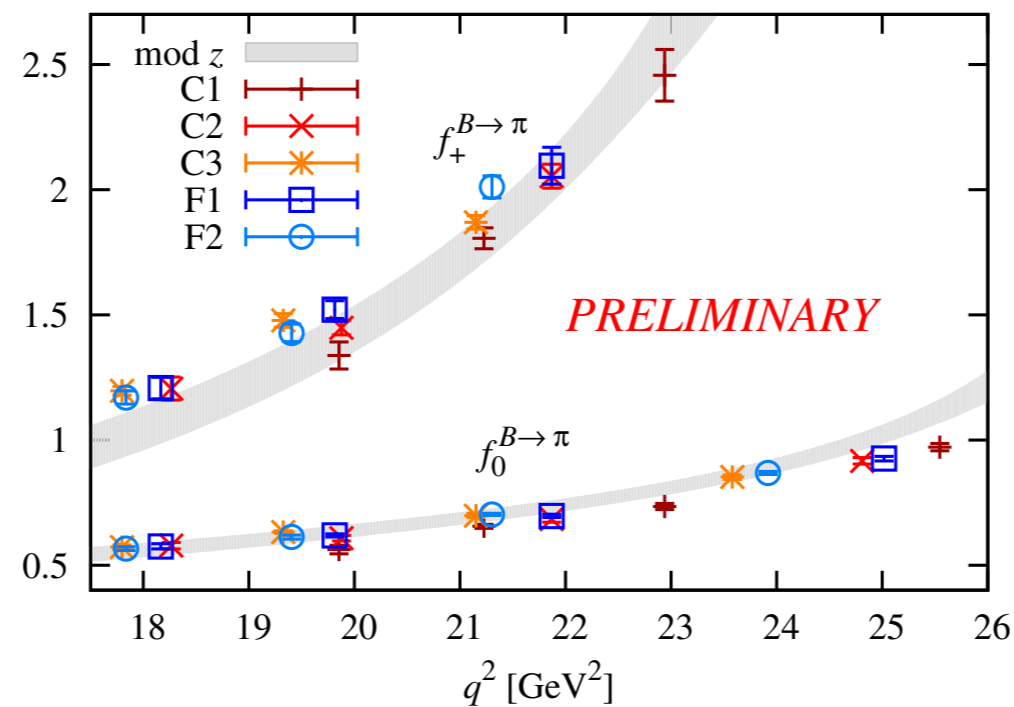 mod z
C1
C2
C3
F1
F2
f₊ᴮ→ π
f₀ᴮ→ π
PRELIMINARY
2.5
2
1.5
1
0.5
18 19 20 21 22 23 24 25 26
q² [GeV²]